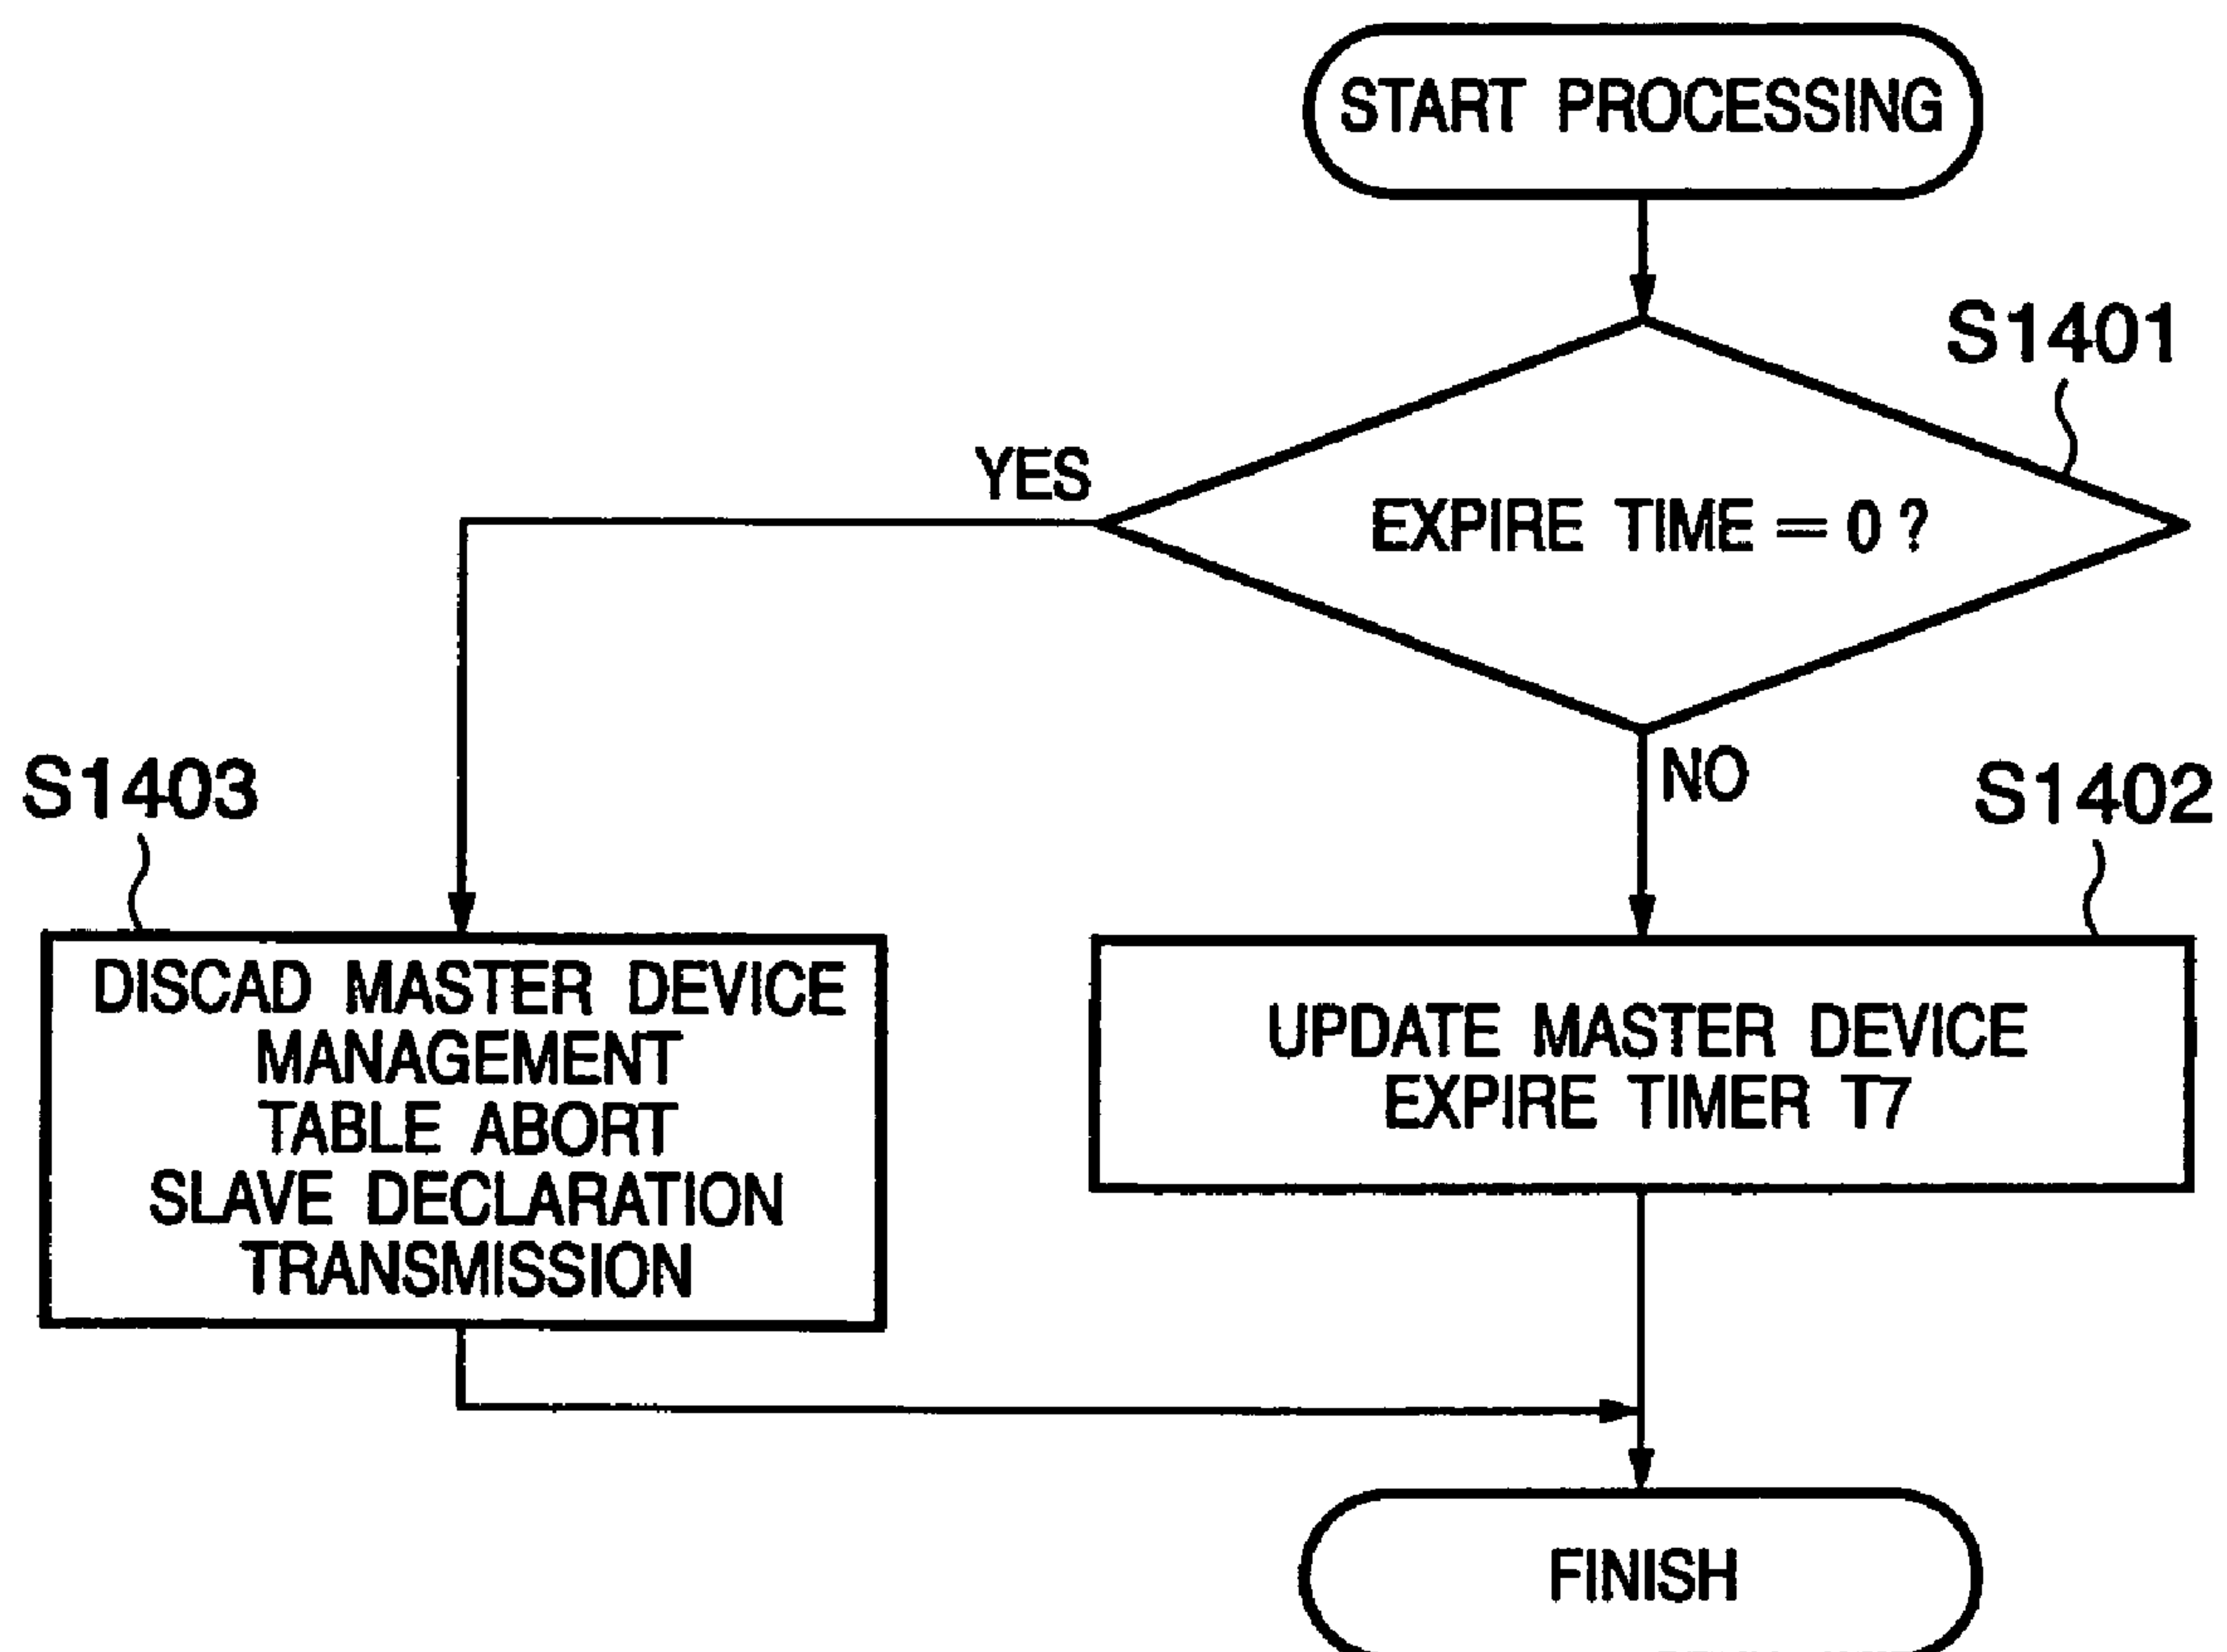 START PROCESSING
S1401
YES
EXPIRE TIME = 0 ?
NO
S1403
S1402
DISCAD MASTER DEVICE
MANAGEMENT
TABLE ABORT
SLAVE DECLARATION
TRANSMISSION
UPDATE MASTER DEVICE
EXPIRE TIMER T7
FINISH